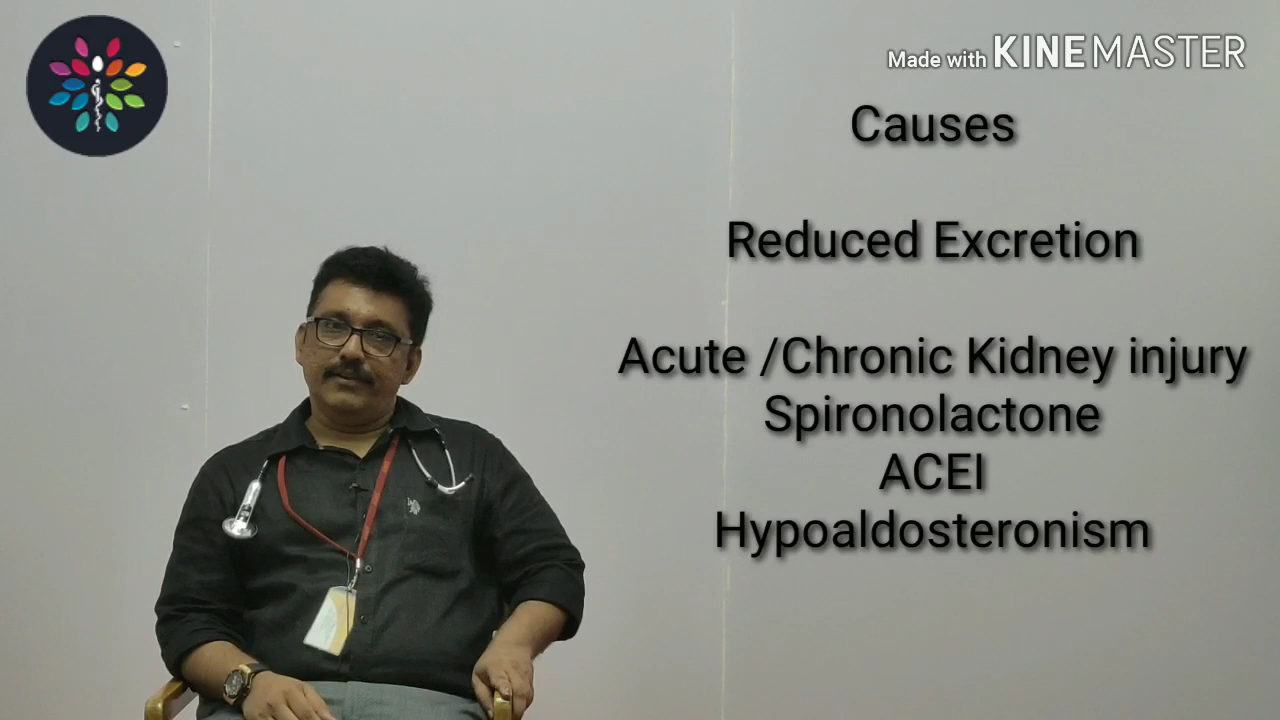 Made with KINEMASTER
Causes
Reduced Excretion
Acute /Chronic Kidney injury
Spironolactone
ACEI
Hypoaldosteronism